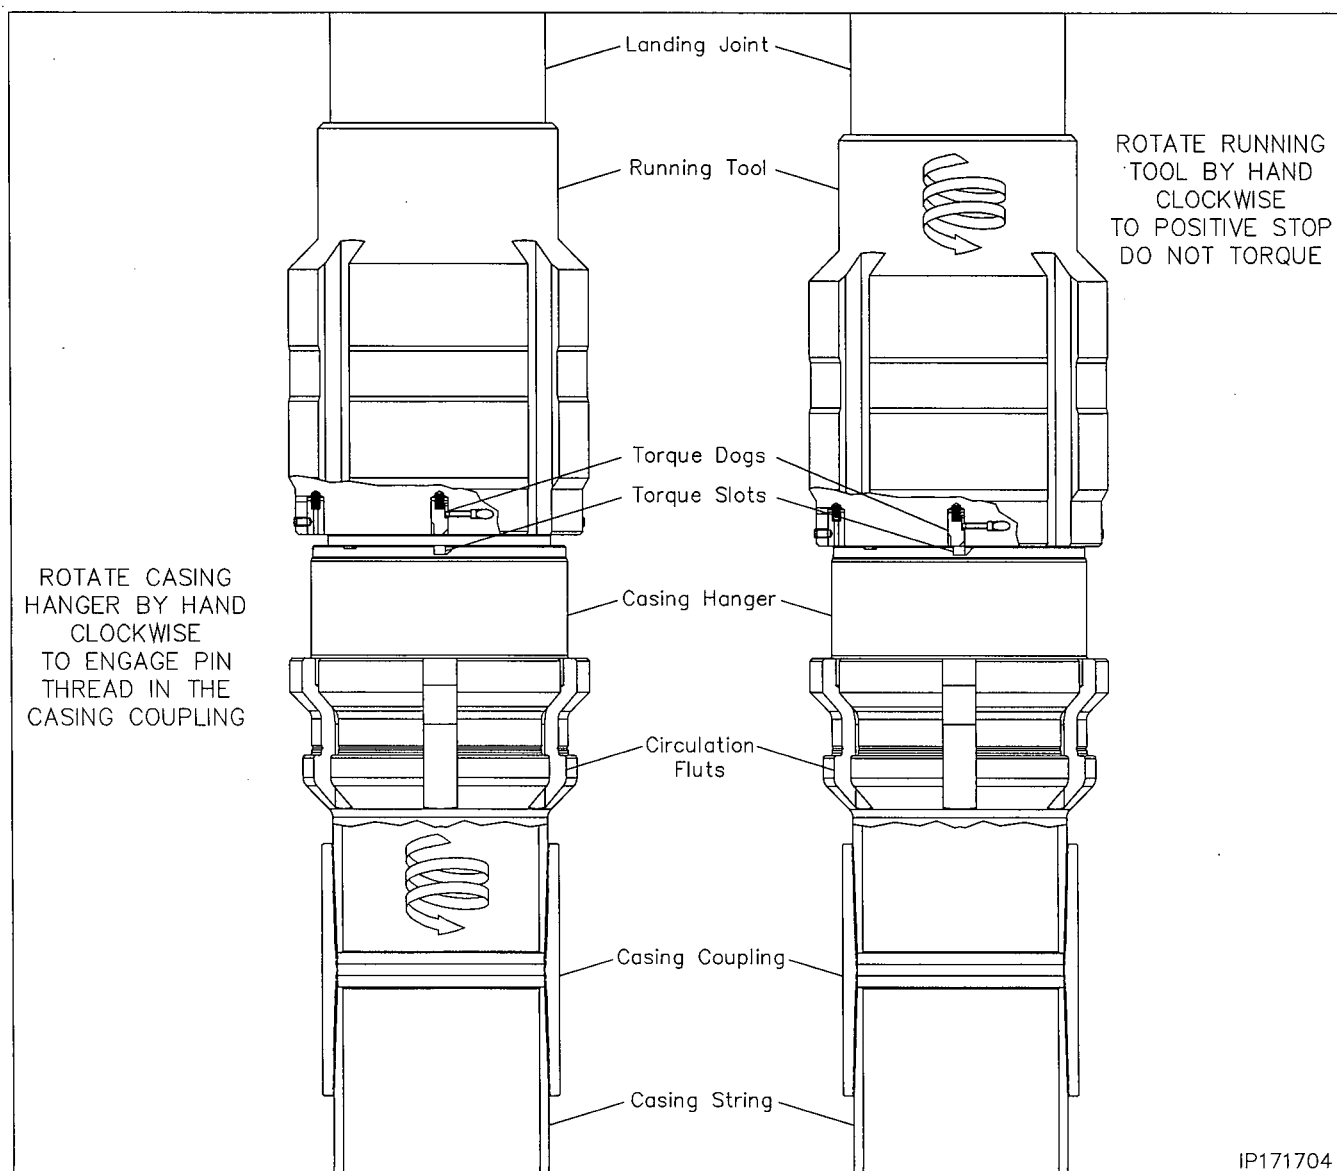 Landing Joint
Running Tool
ROTATE RUNNING
TOOL BY HAND
CLOCKWISE
TO POSITIVE STOP
DO NOT TORQUE
Torque Dogs
Torque Slots
ROTATE CASING
HANGER BY HAND
CLOCKWISE
TO ENGAGE PIN
THREAD IN THE
CASING COUPLING
Casing Hanger
Circulation
Fluts
Casing Coupling
Casing String
IP171704